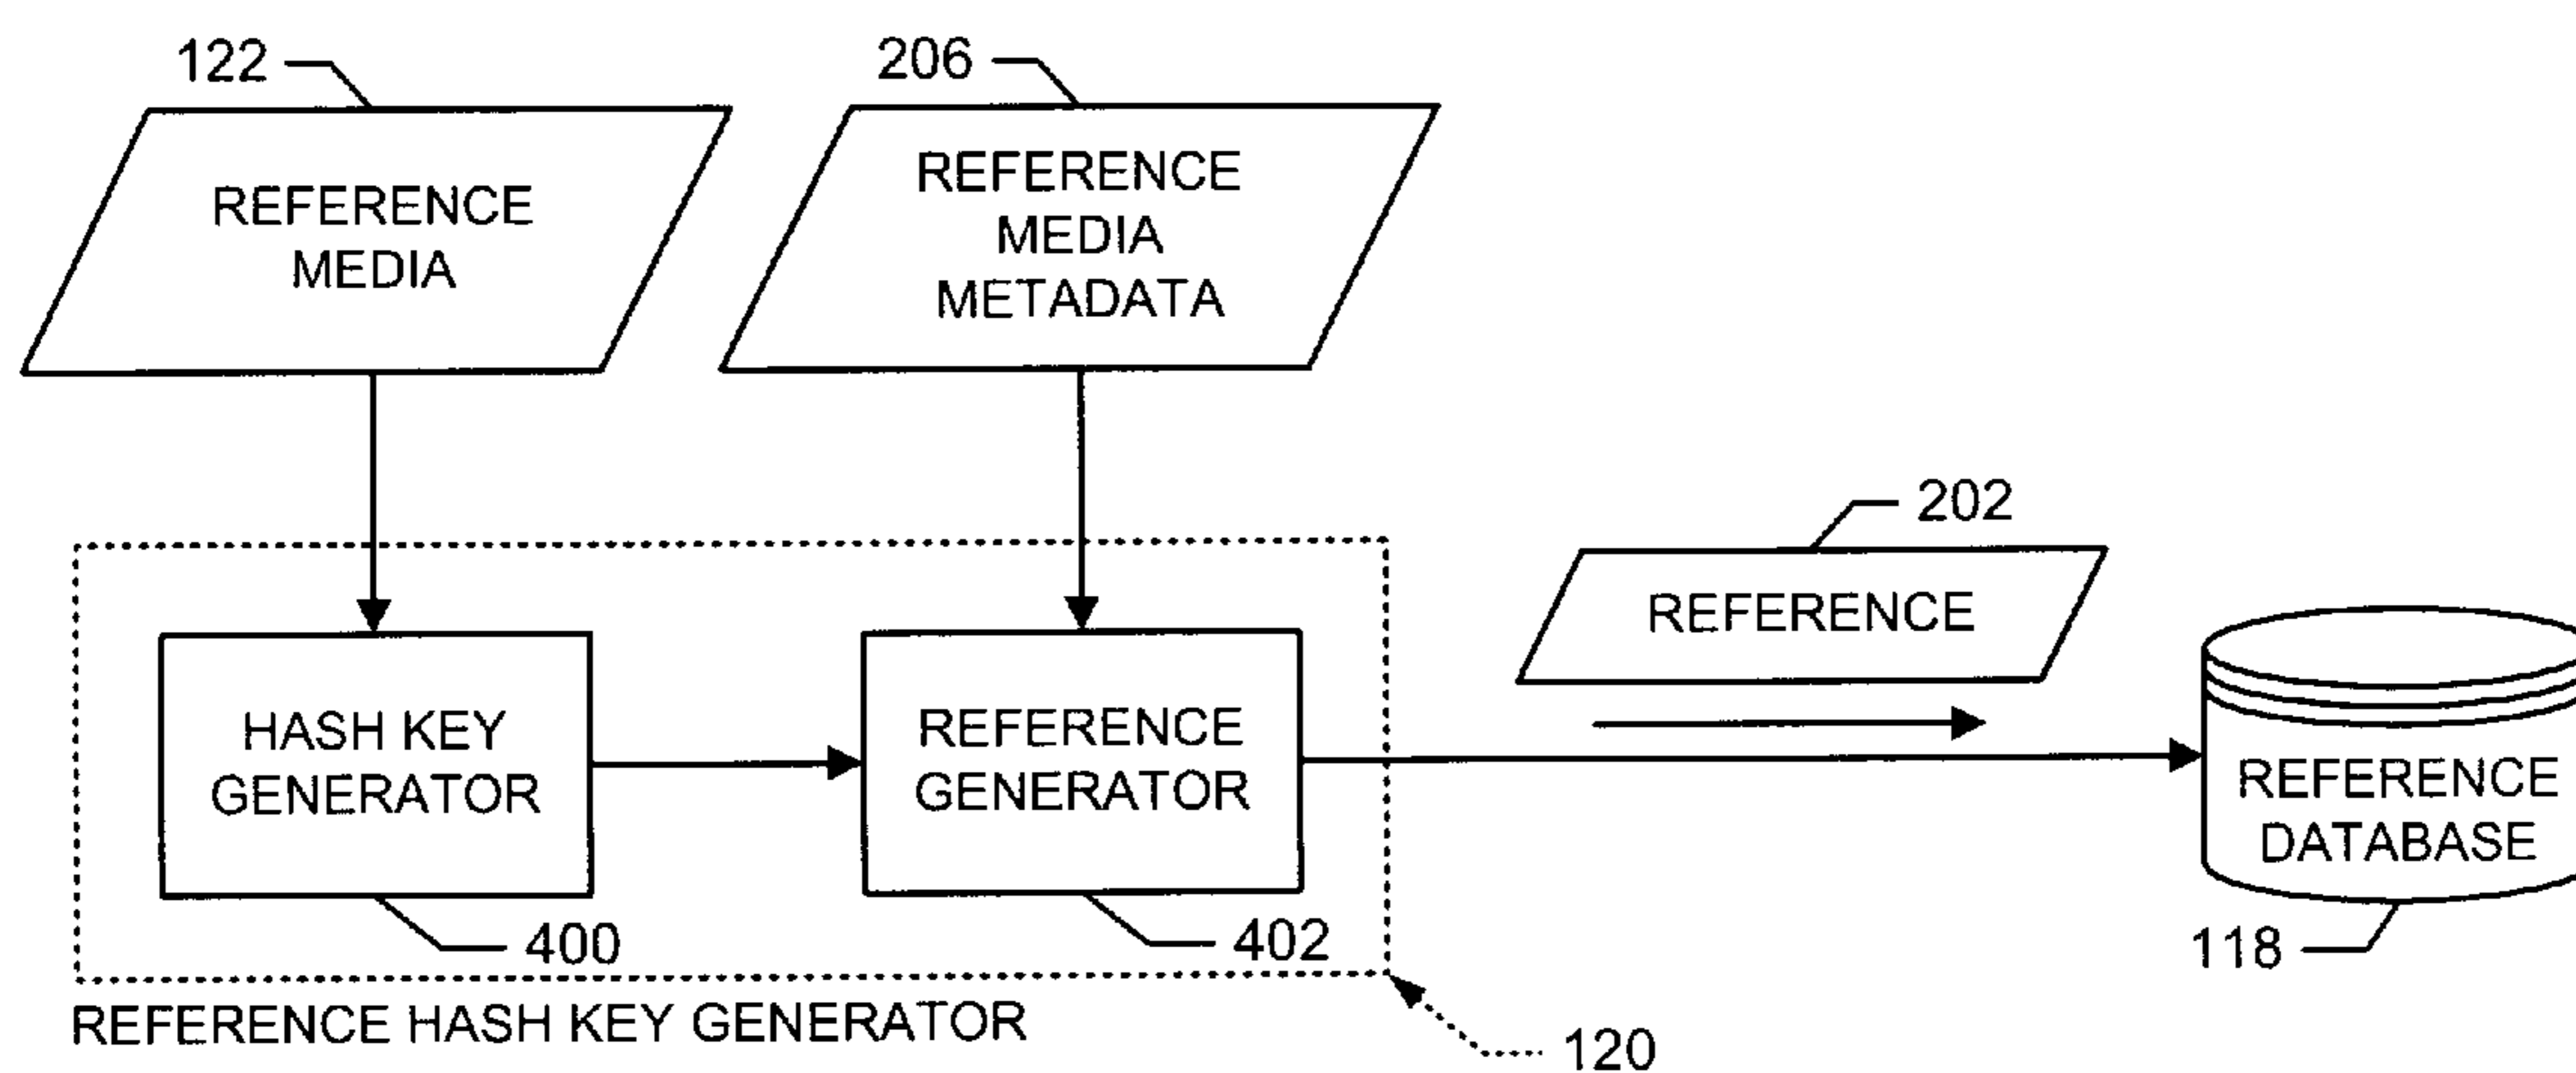 122
206
REFERENCE
MEDIA
REFERENCE
MEDIA
METADATA
202
REFERENCE
HASH KEY
GENERATOR
REFERENCE
GENERATOR
REFERENCE
DATABASE
400
402
118
REFERENCE HASH KEY GENERATOR
120